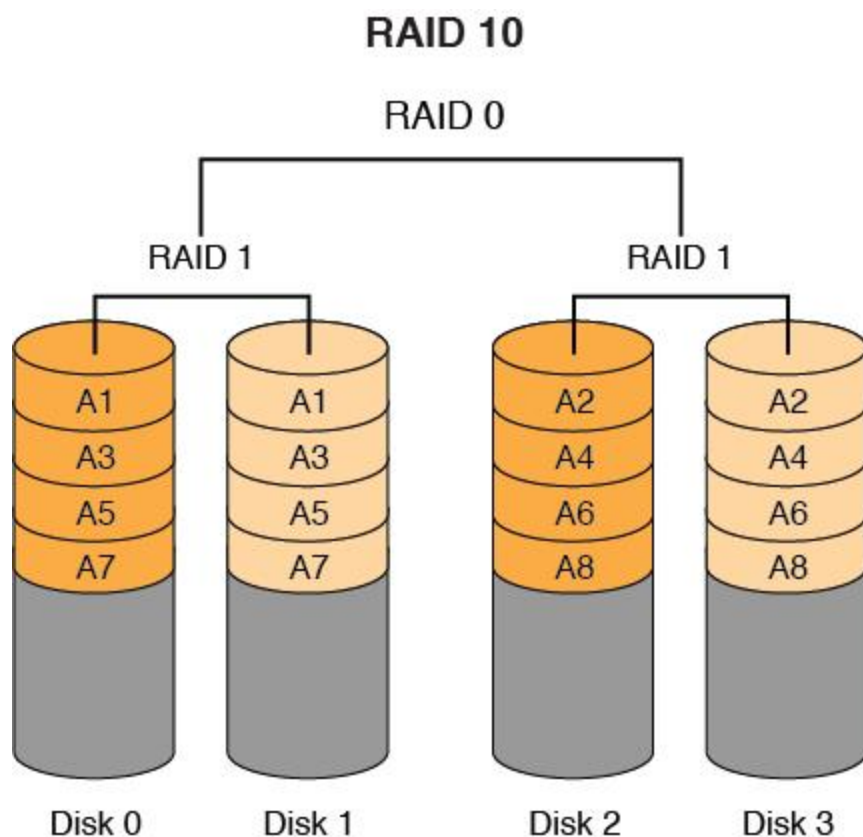 RAID 10
RAID 0
RAID 1 RAID 1
A1 A1 A2 A2
A3 A3 A4 A4
A5 A5 A6 A6
A7 A7 A8 A8
Disk 0 Disk 1 Disk 2 Disk 3